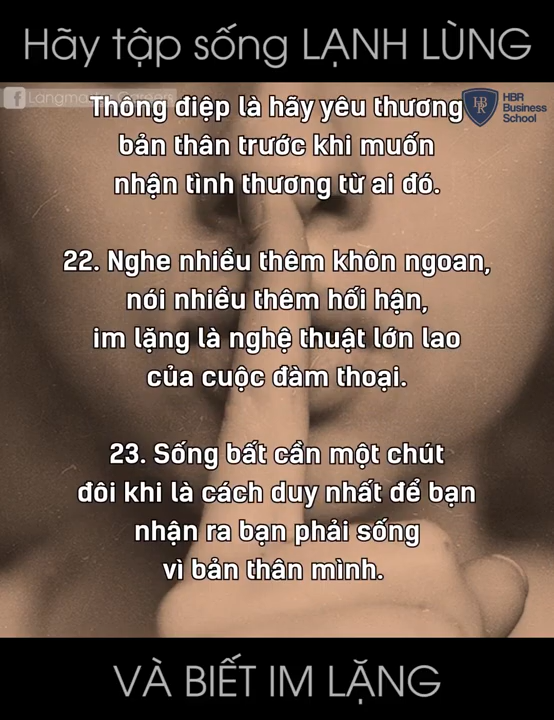 Hãy tập sống LẠNH LÙNG
HBR
Business
School
Thông điệp là hãy yêu thương
bản thân trước khi muốn
nhận tình thương từ ai đó.
22. Nghe nhiều thêm khôn ngoan,
nói nhiều thêm hối hận,
im lặng là nghệ thuật lớn lao
của cuộc đàm thoại.
23. Sống bất cần một chút
đôi khi là cách duy nhất để bạn
nhận ra bạn phải sống
vì bản thân mình.
VÀ BIẾT IM LẶNG